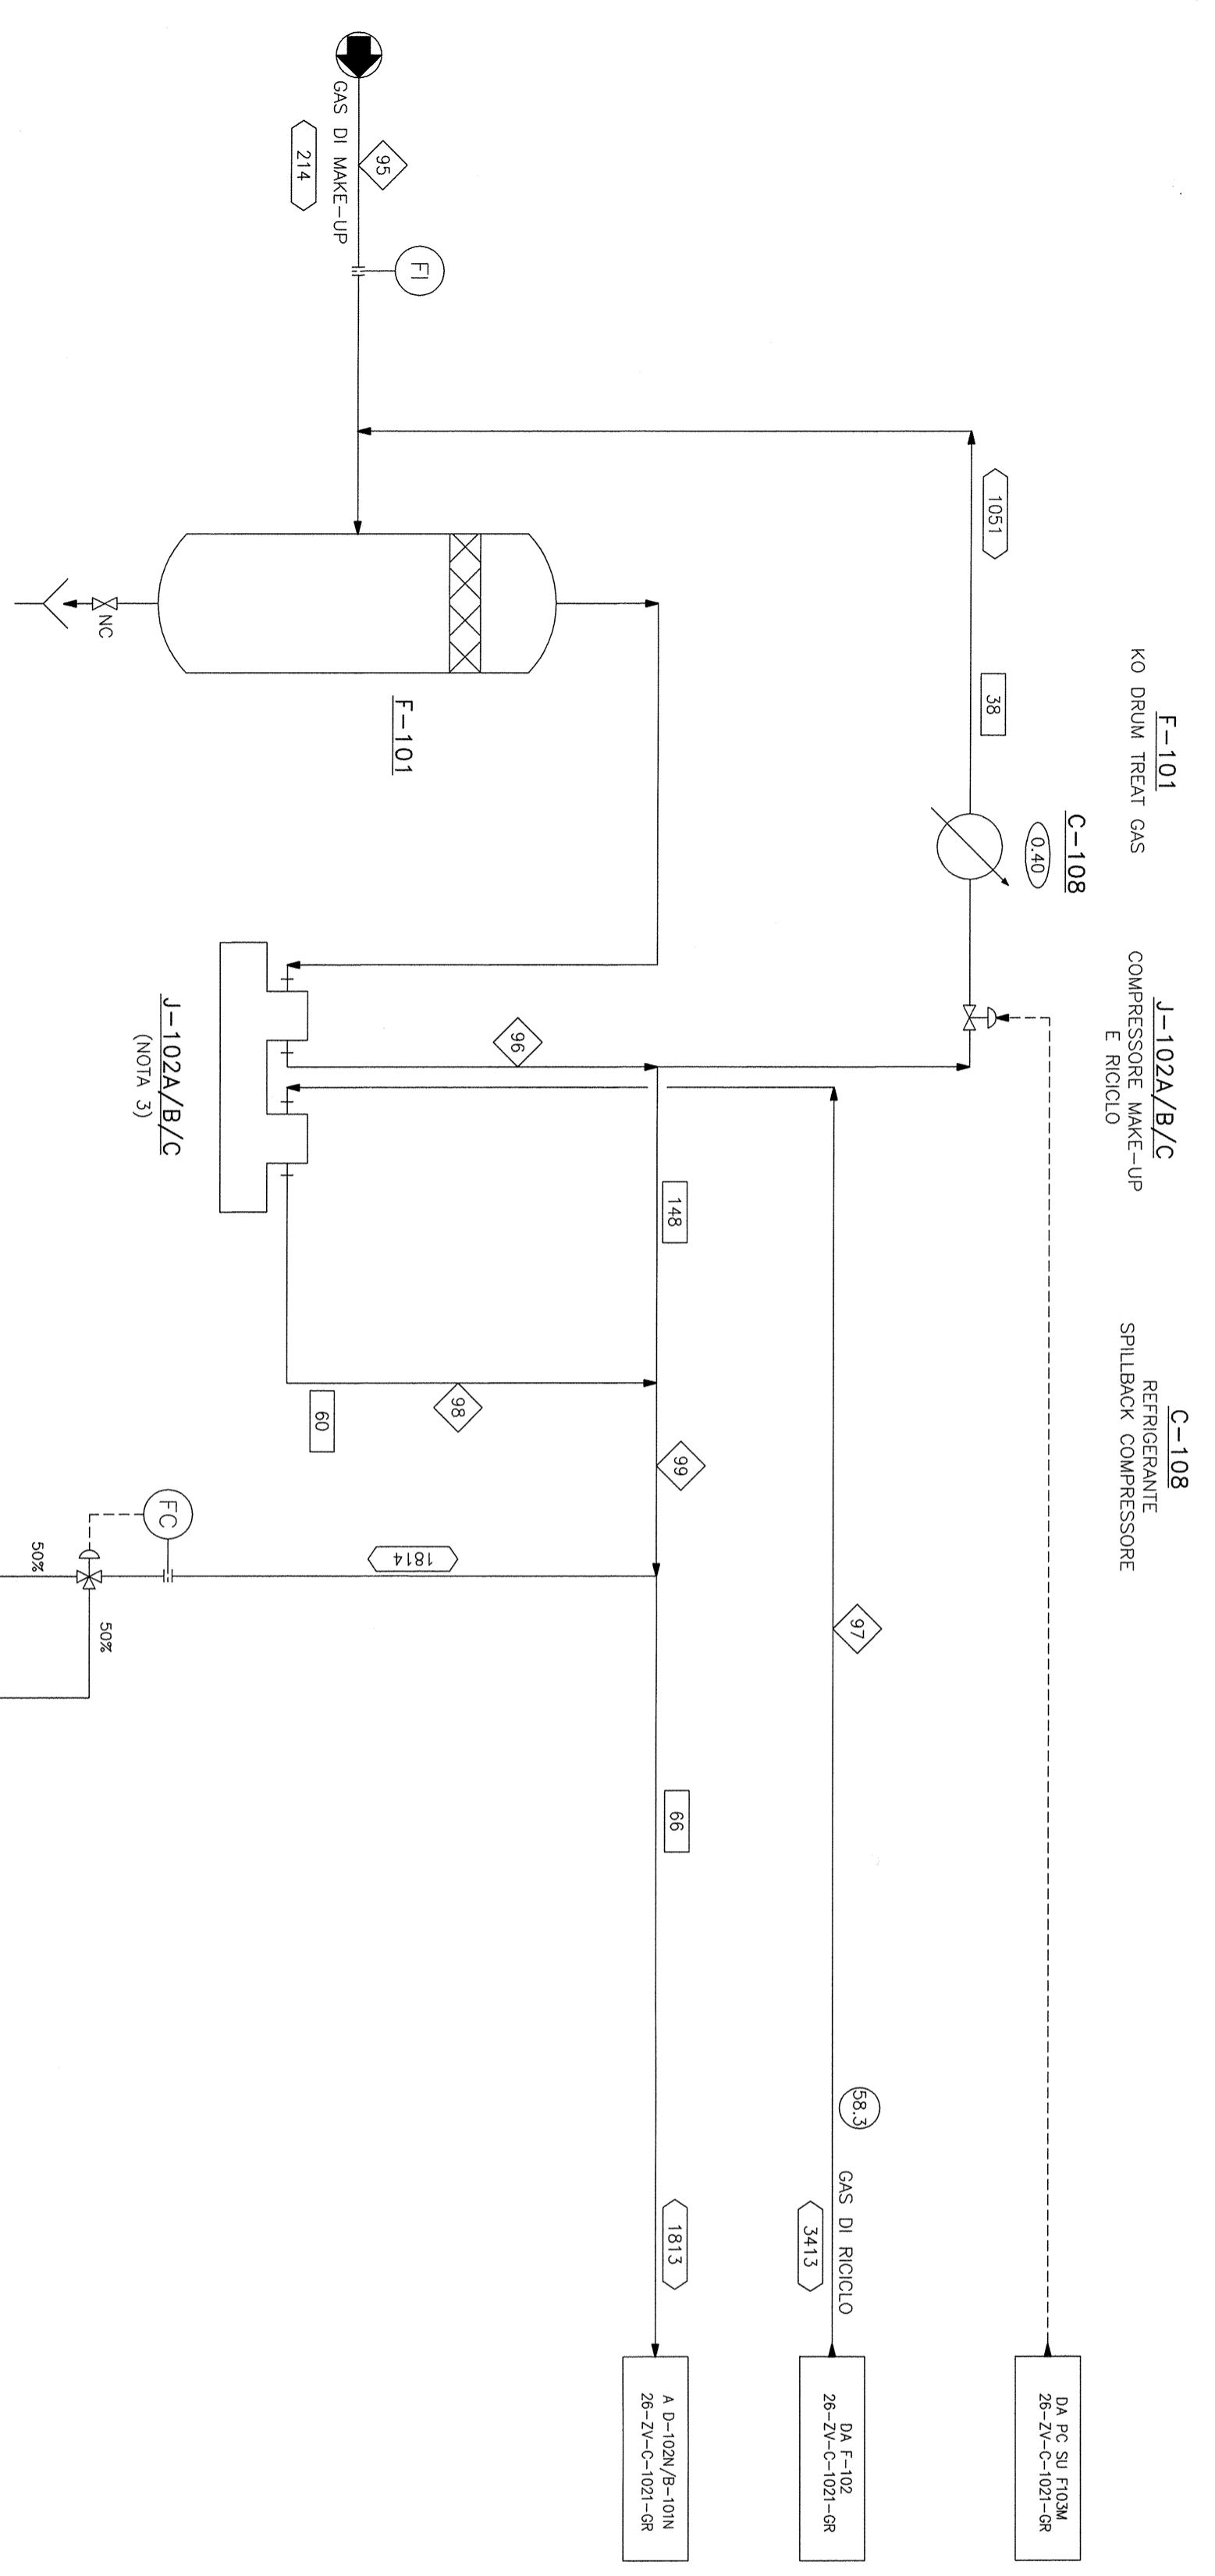 F-101
KO DRUM TREAT GAS
J-102A/B/C
COMPRESSORE MAKE-UP
E RICICLO
C-108
REFRIGERANTE
SPILLBACK COMPRESSORE
C-108
0.40
1051
38
97
58.3
GAS DI RICICLO
3413
DA PC SU F103M
26-ZV-C-1021-GR
DA F-102
26-ZV-C-1021-GR
A D-102N/B-101N
26-ZV-C-1021-GR
148
99
66
1813
96
98
60
FI
95
GAS DI MAKE-UP
214
F-101
1814
J-102A/B/C
(NOTA 3)
FC
NC
50%
50%